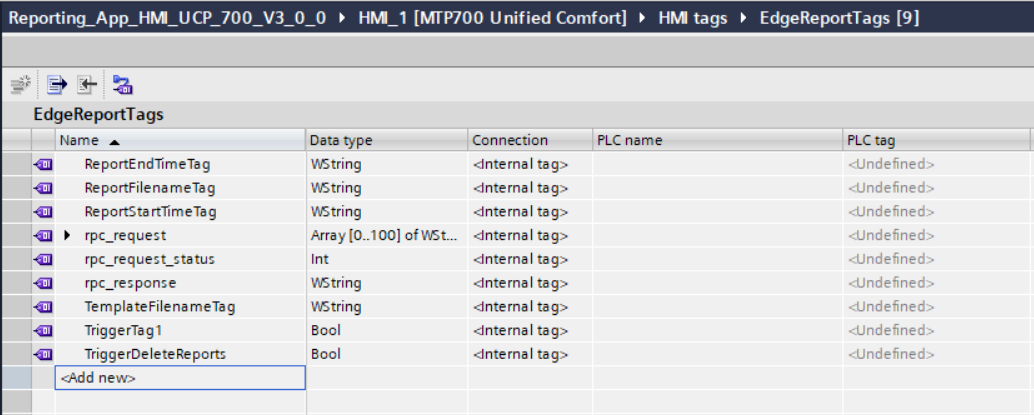 Reporting_App_HMI_UCP_700_V3_0_0 ▸ HMI_1 [MTP700 Unified Comfort] ▸ HMI tags ▸ EdgeReportTags [9]
EdgeReportTags
Name Data type Connection PLC name PLC tag
ReportEndTimeTag WString <Internal tag> <Undefined>
ReportFilenameTag WString <Internal tag> <Undefined>
ReportStartTimeTag WString <Internal tag> <Undefined>
rpc_request Array [0..100] of WSt... <Internal tag> <Undefined>
rpc_request_status Int <Internal tag> <Undefined>
rpc_response WString <Internal tag> <Undefined>
TemplateFilenameTag WString <Internal tag> <Undefined>
TriggerTag1 Bool <Internal tag> <Undefined>
TriggerDeleteReports Bool <Internal tag> <Undefined>
<Add new>